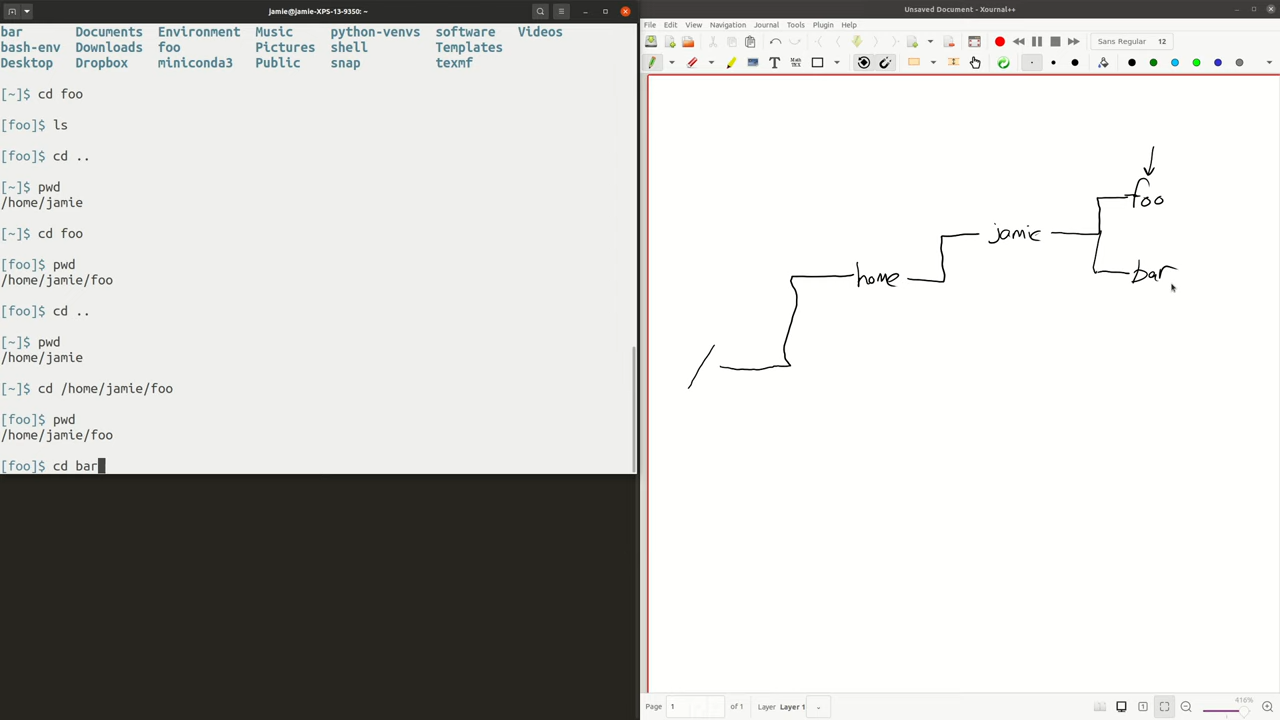 jamie@jamie-XPS-13-9350: ~
bar Documents Environment Music python-venvs software Videos
bash-env Downloads foo Pictures shell Templates
Desktop Dropbox miniconda3 Public snap texmf
[~]$ cd foo
[foo]$ ls
[foo]$ cd ..
[~]$ pwd
/home/jamie
[~]$ cd foo
[foo]$ pwd
/home/jamie/foo
[foo]$ cd ..
[~]$ pwd
/home/jamie
[~]$ cd /home/jamie/foo
[foo]$ pwd
/home/jamie/foo
[foo]$ cd bar
Unsaved Document - Xournal++
File Edit View Navigation Journal Tools Plugin Help
Sans Regular 12
T Math TEX
foo
jamie
home
bar
/
Page 1 of 1 Layer Layer 1
416%